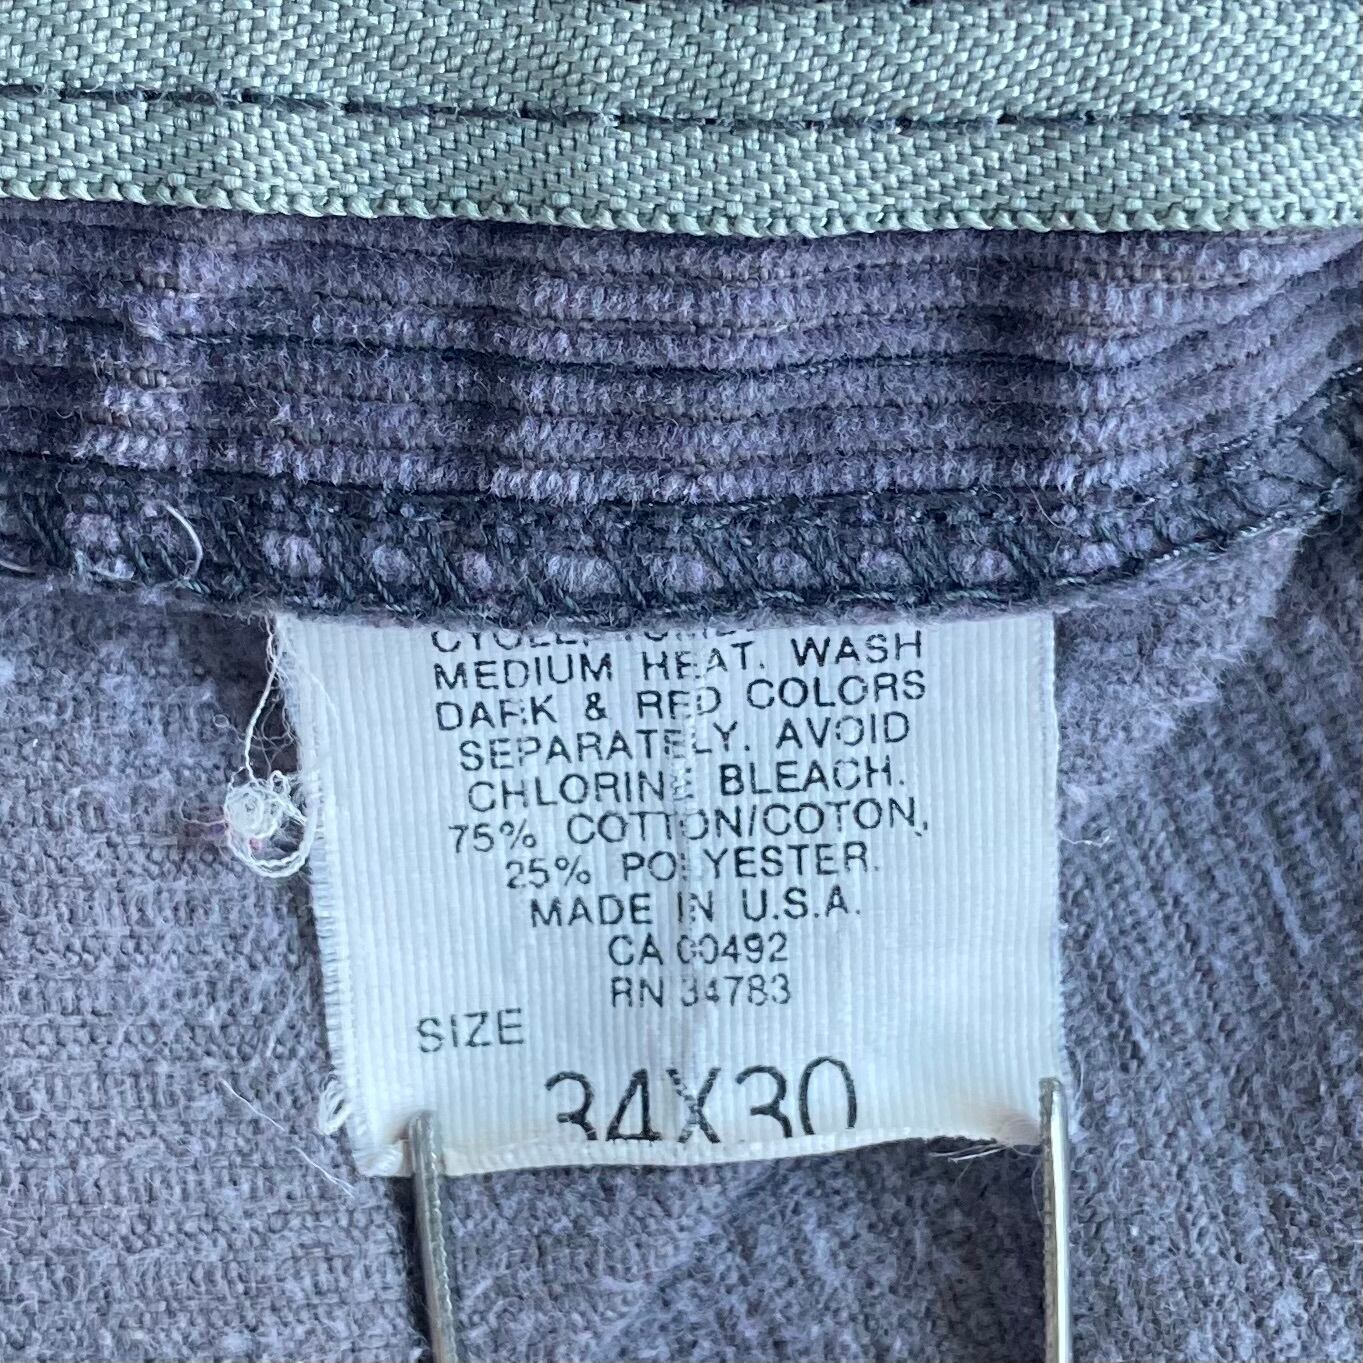 MEDIUM HEAT. WASH
DARK & RED COLORS
SEPARATELY. AVOID
CHLORINE BLEACH.
75% COTTON/COTON,
25% POLYESTER.
MADE IN U.S.A.
CA 00492
RN 34783
SIZE
34X30